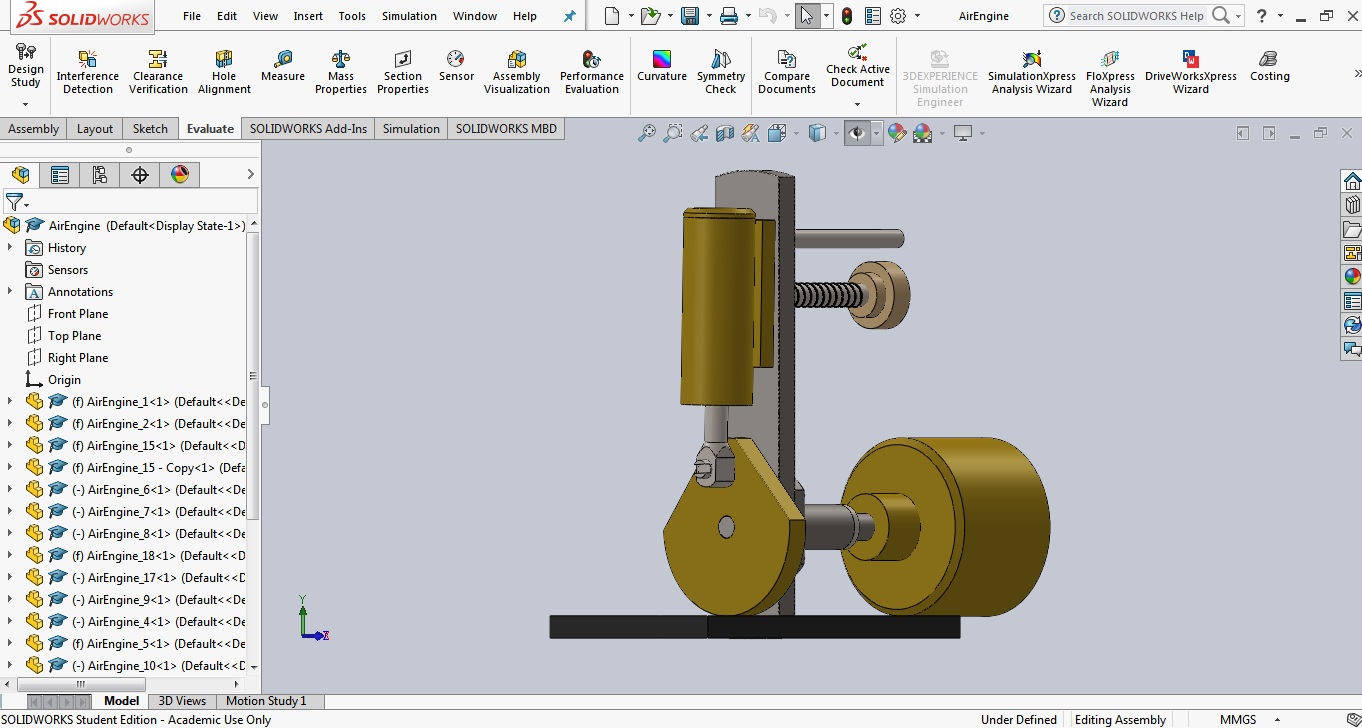 SOLIDWORKS
File Edit View Insert Tools Simulation Window Help
AirEngine
Search SOLIDWORKS Help
?
Design Study
Interference Detection
Clearance Verification
Hole Alignment
Measure
Mass Properties
Section Properties
Sensor
Assembly Visualization
Performance Evaluation
Curvature
Symmetry Check
Compare Documents
Check Active Document
3DEXPERIENCE Simulation Engineer
SimulationXpress Analysis Wizard
FloXpress Analysis Wizard
DriveWorksXpress Wizard
Costing
Assembly Layout Sketch Evaluate SOLIDWORKS Add-Ins Simulation SOLIDWORKS MBD
AirEngine (Default<Display State-1>)
History
Sensors
A Annotations
Front Plane
Top Plane
Right Plane
Origin
(f) AirEngine_1<1> (Default<<De
(f) AirEngine_2<1> (Default<<De
(f) AirEngine_15<1> (Default<<D
(f) AirEngine_15 - Copy<1> (Defa
(-) AirEngine_6<1> (Default<<De
(-) AirEngine_7<1> (Default<<De
(-) AirEngine_8<1> (Default<<De
(f) AirEngine_18<1> (Default<<D
(-) AirEngine_17<1> (Default<<D
(-) AirEngine_9<1> (Default<<De
(-) AirEngine_4<1> (Default<<De
(f) AirEngine_5<1> (Default<<De
(-) AirEngine_10<1> (Default<<D
Y
Model 3D Views Motion Study 1
SOLIDWORKS Student Edition - Academic Use Only
Under Defined Editing Assembly MMGS